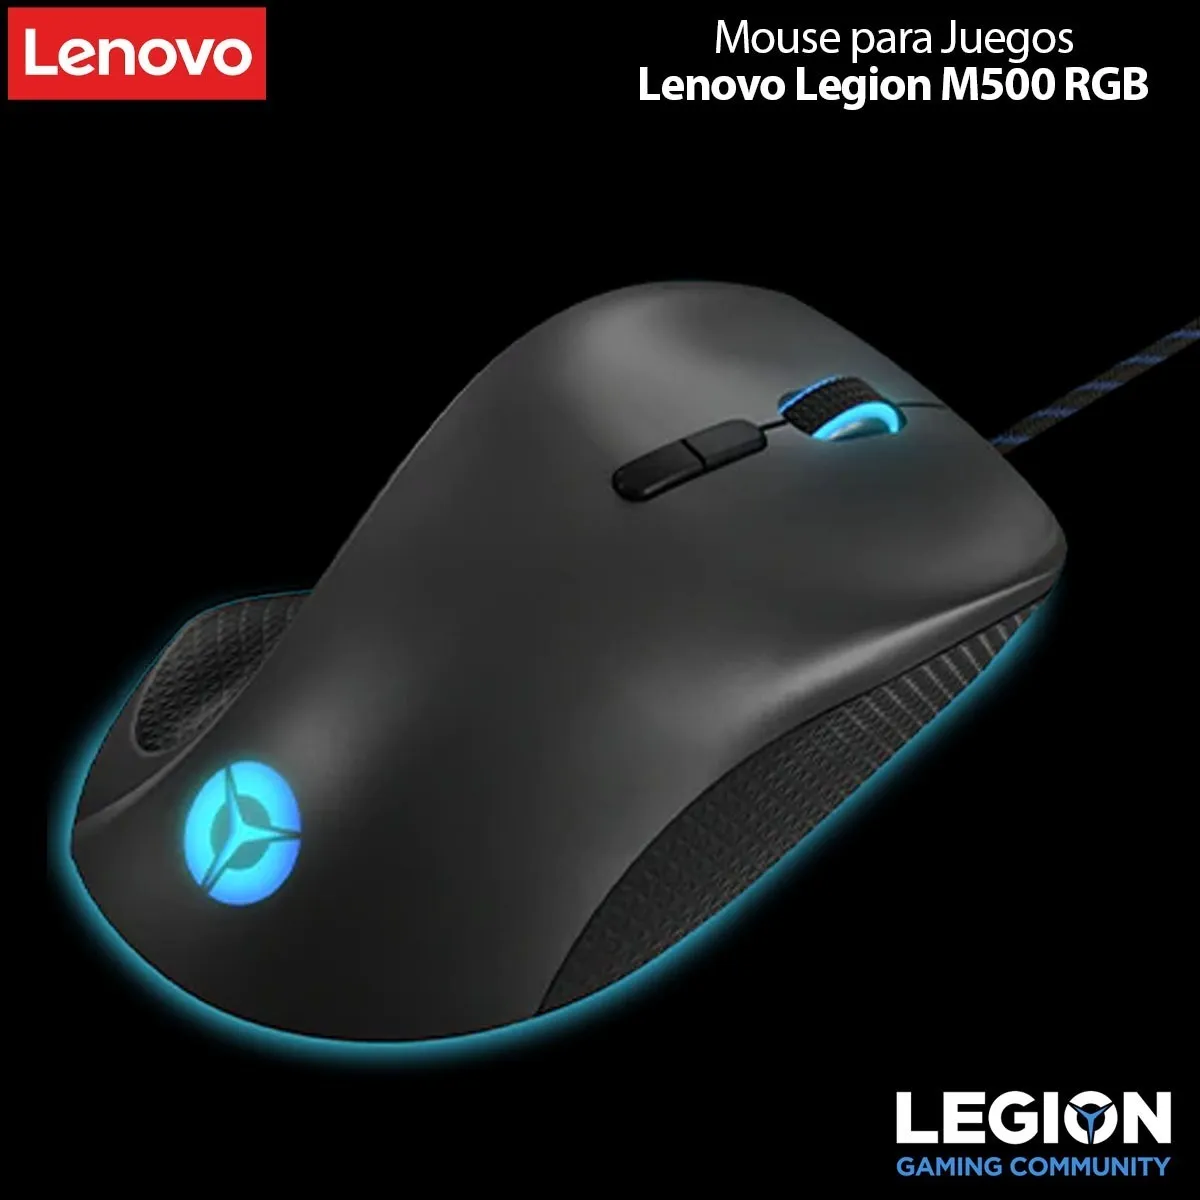 Lenovo
Mouse para Juegos
Lenovo Legion M500 RGB
LEGION
GAMING COMMUNITY